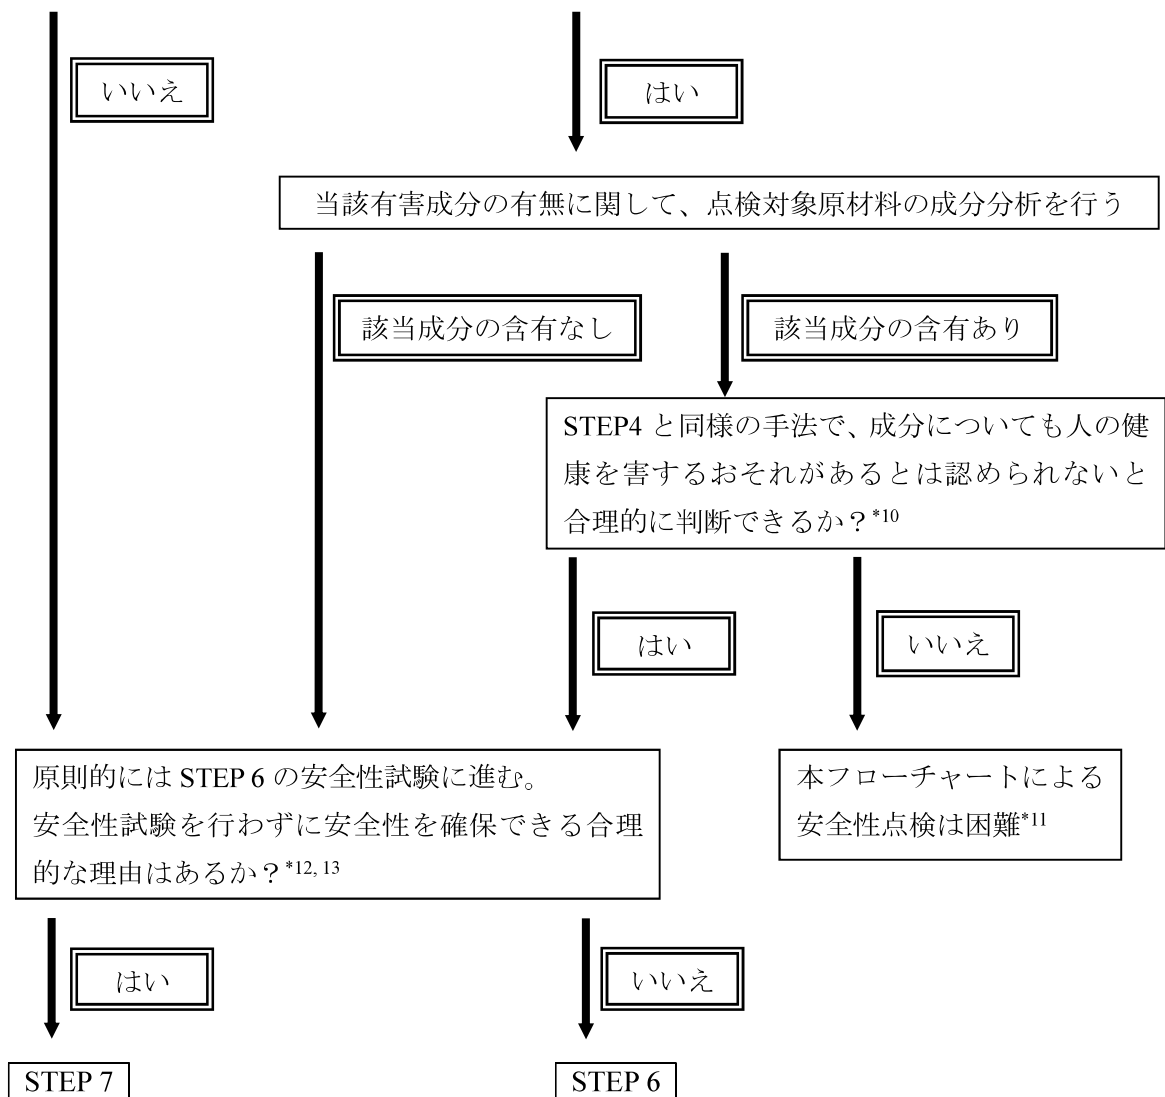 いいえ
はい
当該有害成分の有無に関して、点検対象原材料の成分分析を行う
該当成分の含有なし
該当成分の含有あり
STEP4 と同様の手法で、成分についても人の健
康を害するおそれがあるとは認められないと
合理的に判断できるか？*10
はい
いいえ
原則的には STEP 6 の安全性試験に進む。
安全性試験を行わずに安全性を確保できる合理
的な理由はあるか？*12, 13
本フローチャートによる
安全性点検は困難*11
はい
いいえ
STEP 7
STEP 6